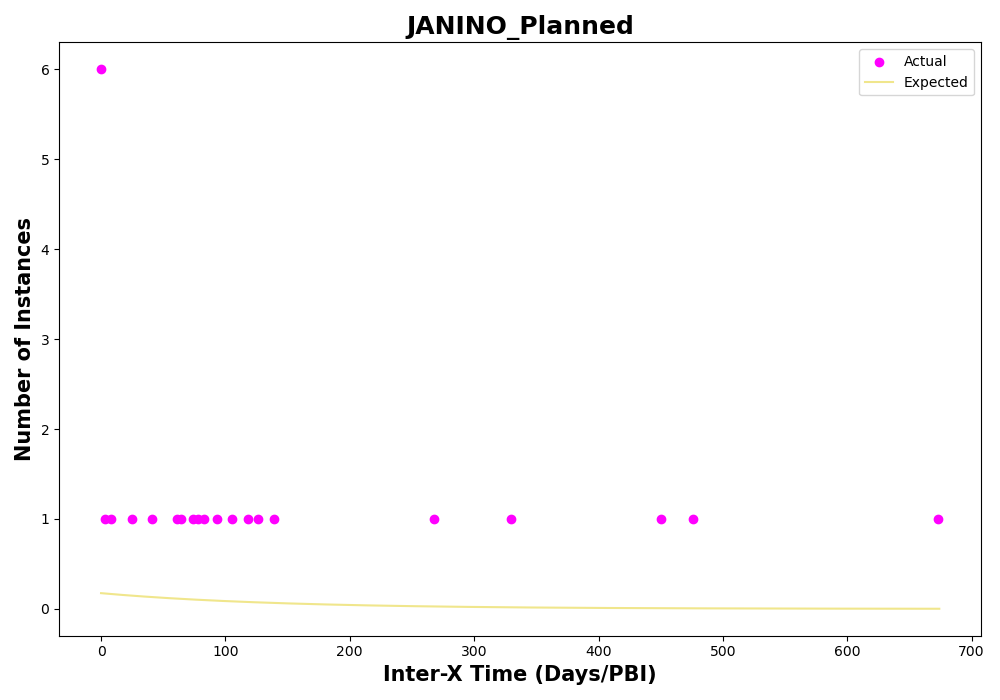 JANINO_Planned
Actual
Expected
Number of Instances
6
5
4
3
2
1
0
0 100 200 300 400 500 600 700
Inter-X Time (Days/PBI)